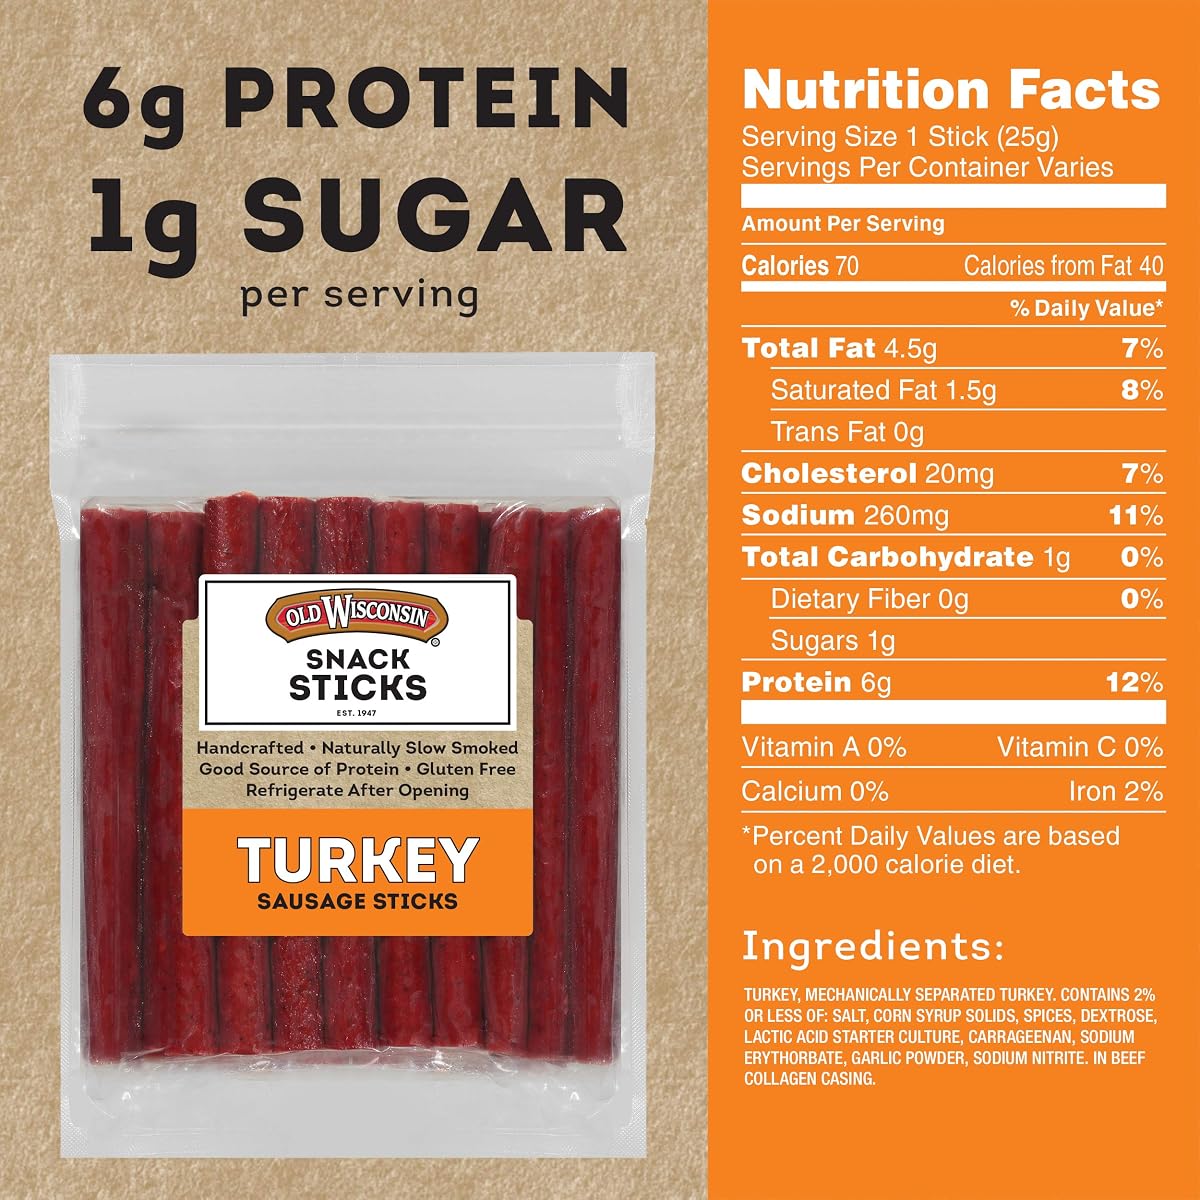 6g PROTEIN
1g SUGAR
per serving
OLD WISCONSIN®
SNACK
STICKS
EST. 1947
Handcrafted • Naturally Slow Smoked
Good Source of Protein • Gluten Free
Refrigerate After Opening
TURKEY
SAUSAGE STICKS
Nutrition Facts
Serving Size 1 Stick (25g)
Servings Per Container Varies
Amount Per Serving
Calories 70 Calories from Fat 40
% Daily Value*
Total Fat 4.5g 7%
Saturated Fat 1.5g 8%
Trans Fat 0g
Cholesterol 20mg 7%
Sodium 260mg 11%
Total Carbohydrate 1g 0%
Dietary Fiber 0g 0%
Sugars 1g
Protein 6g 12%
Vitamin A 0% Vitamin C 0%
Calcium 0% Iron 2%
*Percent Daily Values are based
on a 2,000 calorie diet.
Ingredients:
TURKEY, MECHANICALLY SEPARATED TURKEY. CONTAINS 2%
OR LESS OF: SALT, CORN SYRUP SOLIDS, SPICES, DEXTROSE,
LACTIC ACID STARTER CULTURE, CARRAGEENAN, SODIUM
ERYTHORBATE, GARLIC POWDER, SODIUM NITRITE. IN BEEF
COLLAGEN CASING.